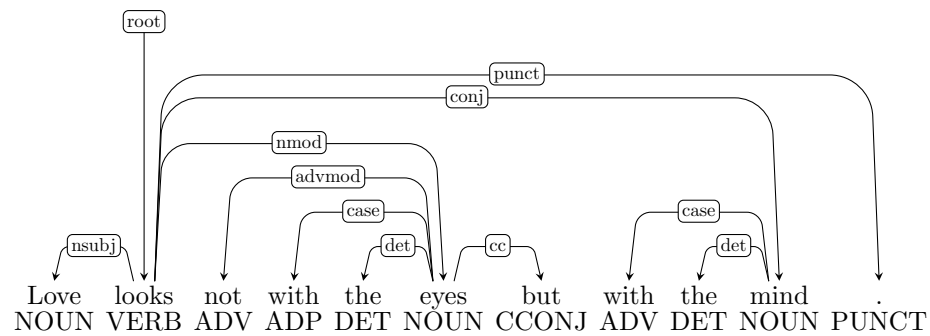 root
punct
conj
nmod
advmod
case case
nsubj det cc det
Love looks not with the eyes but with the mind .
NOUN VERB ADV ADP DET NOUN CCONJ ADV DET NOUN PUNCT